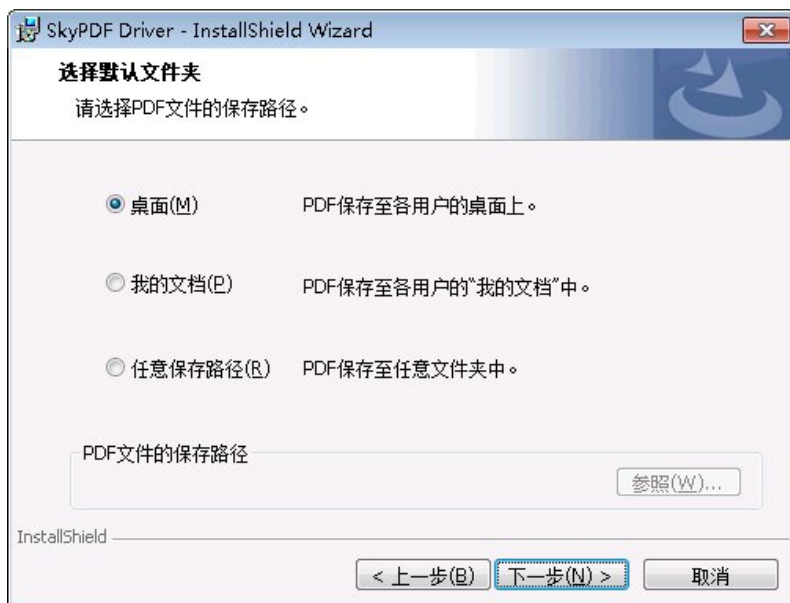 SkyPDF Driver - InstallShield Wizard
选择默认文件夹
请选择PDF文件的保存路径。
桌面(M) PDF保存至各用户的桌面上。
我的文档(P) PDF保存至各用户的“我的文档”中。
任意保存路径(R) PDF保存至任意文件夹中。
PDF文件的保存路径
参照(W)...
InstallShield
< 上一步(B) 下一步(N) > 取消